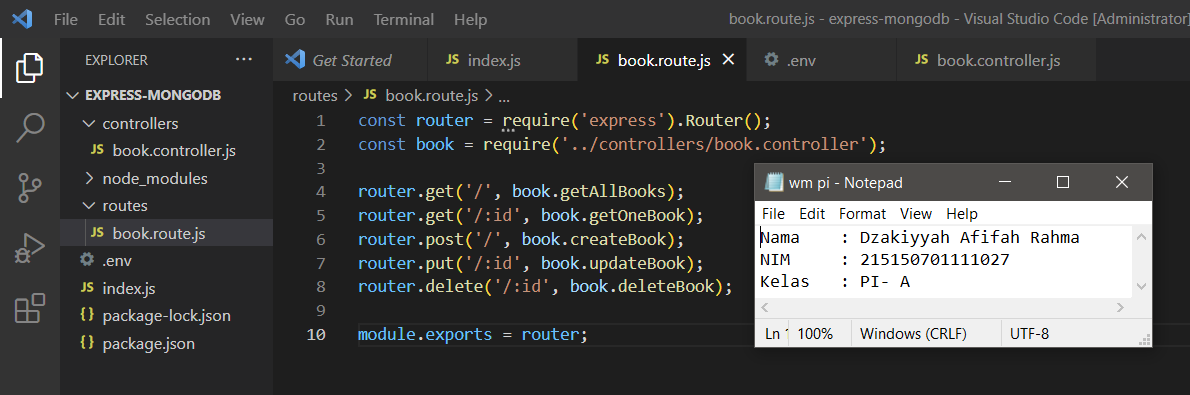 File Edit Selection View Go Run Terminal Help
book.route.js - express-mongodb - Visual Studio Code [Administrator]
EXPLORER
EXPRESS-MONGODB
controllers
JS book.controller.js
node_modules
routes
JS book.route.js
.env
JS index.js
{} package-lock.json
{} package.json
Get Started
JS index.js
JS book.route.js
.env
JS book.controller.js
routes > JS book.route.js > ...
1 const router = require('express').Router();
2 const book = require('../controllers/book.controller');
3
4 router.get('/', book.getAllBooks);
5 router.get('/:id', book.getOneBook);
6 router.post('/', book.createBook);
7 router.put('/:id', book.updateBook);
8 router.delete('/:id', book.deleteBook);
9
10 module.exports = router;
wm pi - Notepad
File Edit Format View Help
Nama : Dzakiyyah Afifah Rahma
NIM : 215150701111027
Kelas : PI- A
Ln
100%
Windows (CRLF)
UTF-8